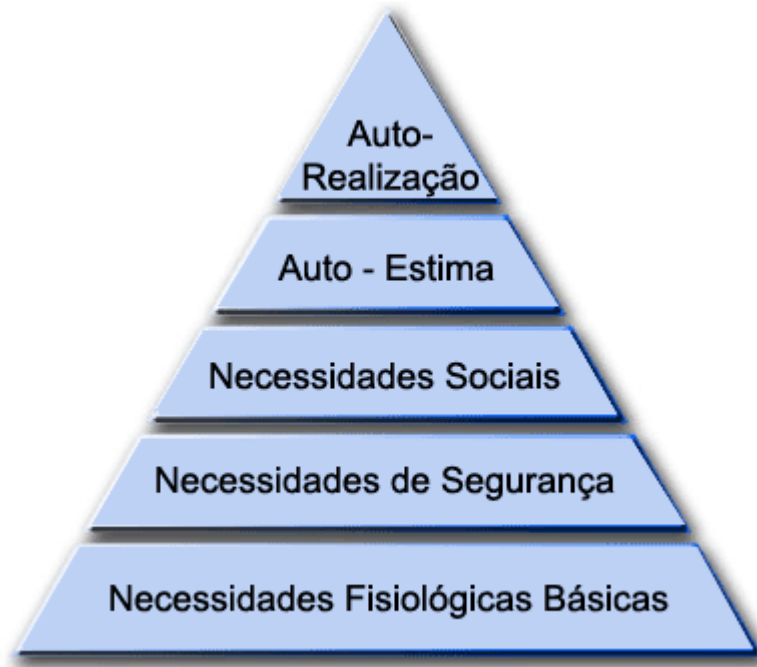 Auto-
Realização
Auto - Estima
Necessidades Sociais
Necessidades de Segurança
Necessidades Fisiológicas Básicas